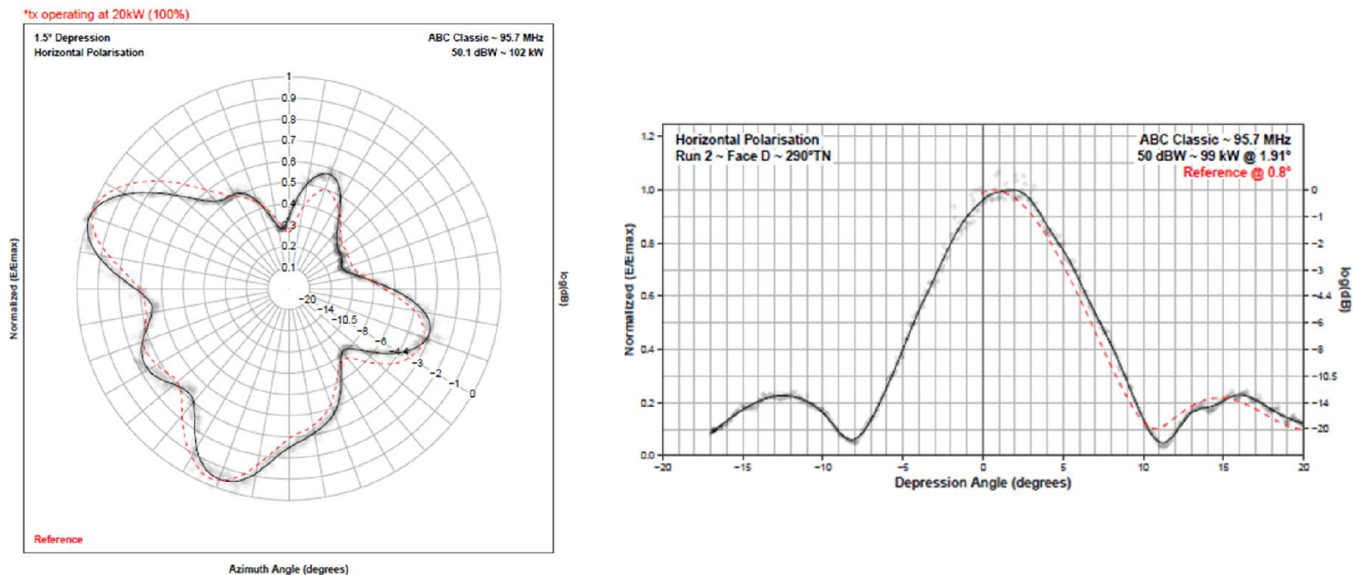 *tx operating at 20kW (100%)
1.5° Depression
ABC Classic ~ 95.7 MHz
Horizontal Polarisation
50.1 dBW ~ 102 kW
1
0.9
0.8
0.7
0.6
0.5
0.4
0.3
0.2
0.1
-20
-14
-10.5
-8
-6
-4.4
-3
-2
-1
0
Normalized (E/Emax)
log(dB)
Reference
Azimuth Angle (degrees)
Horizontal Polarisation
ABC Classic ~ 95.7 MHz
Run 2 ~ Face D ~ 290°TN
50 dBW ~ 99 kW @ 1.91°
Reference @ 0.8°
1.2
1.0
0.8
0.6
0.4
0.2
0.0
Normalized (E/Emax)
0
-1
-2
-3
-4.4
-6
-8
-10.5
-14
-20
log(dB)
-20 -15 -10 -5 0 5 10 15 20
Depression Angle (degrees)